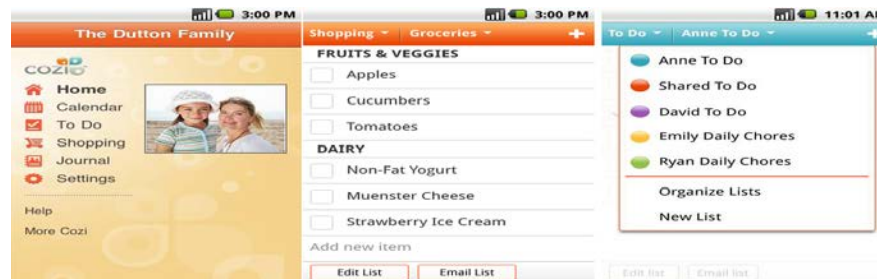 3:00 PM
The Dutton Family
cozi
Home
Calendar
To Do
Shopping
Journal
Settings
Help
More Cozi
3:00 PM
Shopping Groceries +
FRUITS & VEGGIES
Apples
Cucumbers
Tomatoes
DAIRY
Non-Fat Yogurt
Muenster Cheese
Strawberry Ice Cream
Add new item
Edit List Email List
11:01 A
To Do Anne To Do
Anne To Do
Shared To Do
David To Do
Emily Daily Chores
Ryan Daily Chores
Organize Lists
New List
Edit list Email list